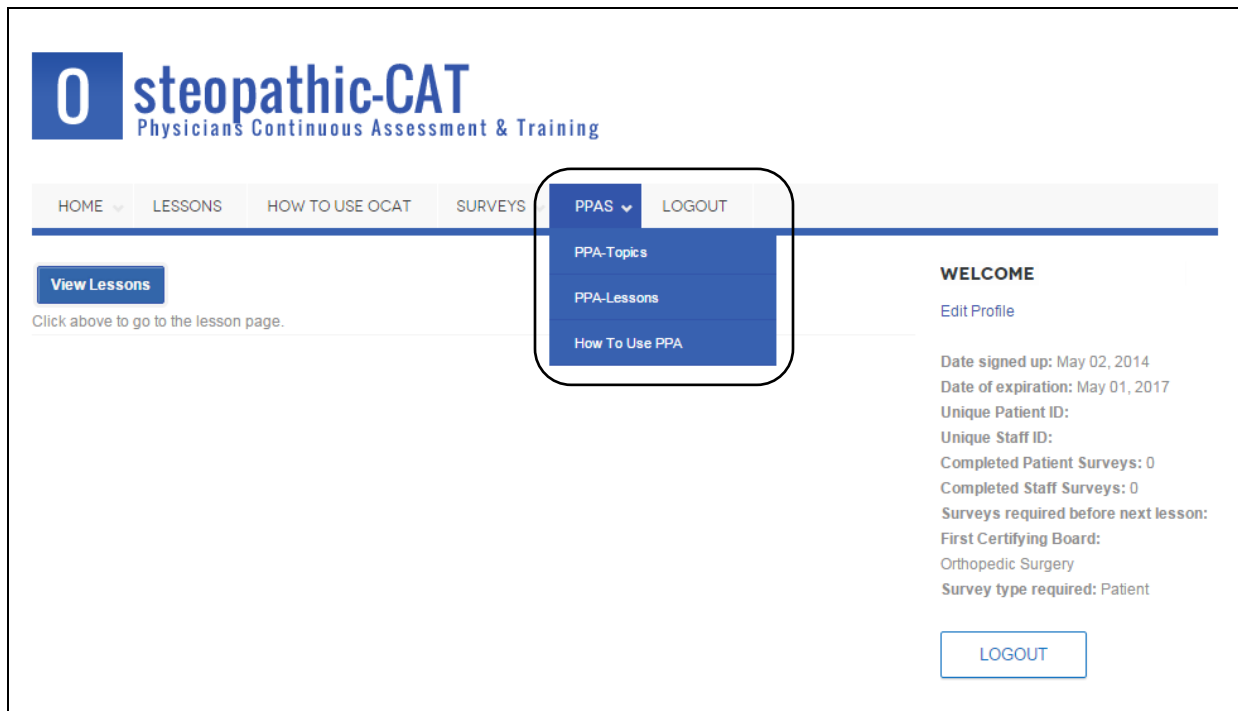 O steopathic-CAT
Physicians Continuous Assessment & Training
HOME LESSONS HOW TO USE OCAT SURVEYS PPAS LOGOUT
PPA-Topics
PPA-Lessons
How To Use PPA
View Lessons
Click above to go to the lesson page.
WELCOME
Edit Profile
Date signed up: May 02, 2014
Date of expiration: May 01, 2017
Unique Patient ID:
Unique Staff ID:
Completed Patient Surveys: 0
Completed Staff Surveys: 0
Surveys required before next lesson:
First Certifying Board:
Orthopedic Surgery
Survey type required: Patient
LOGOUT